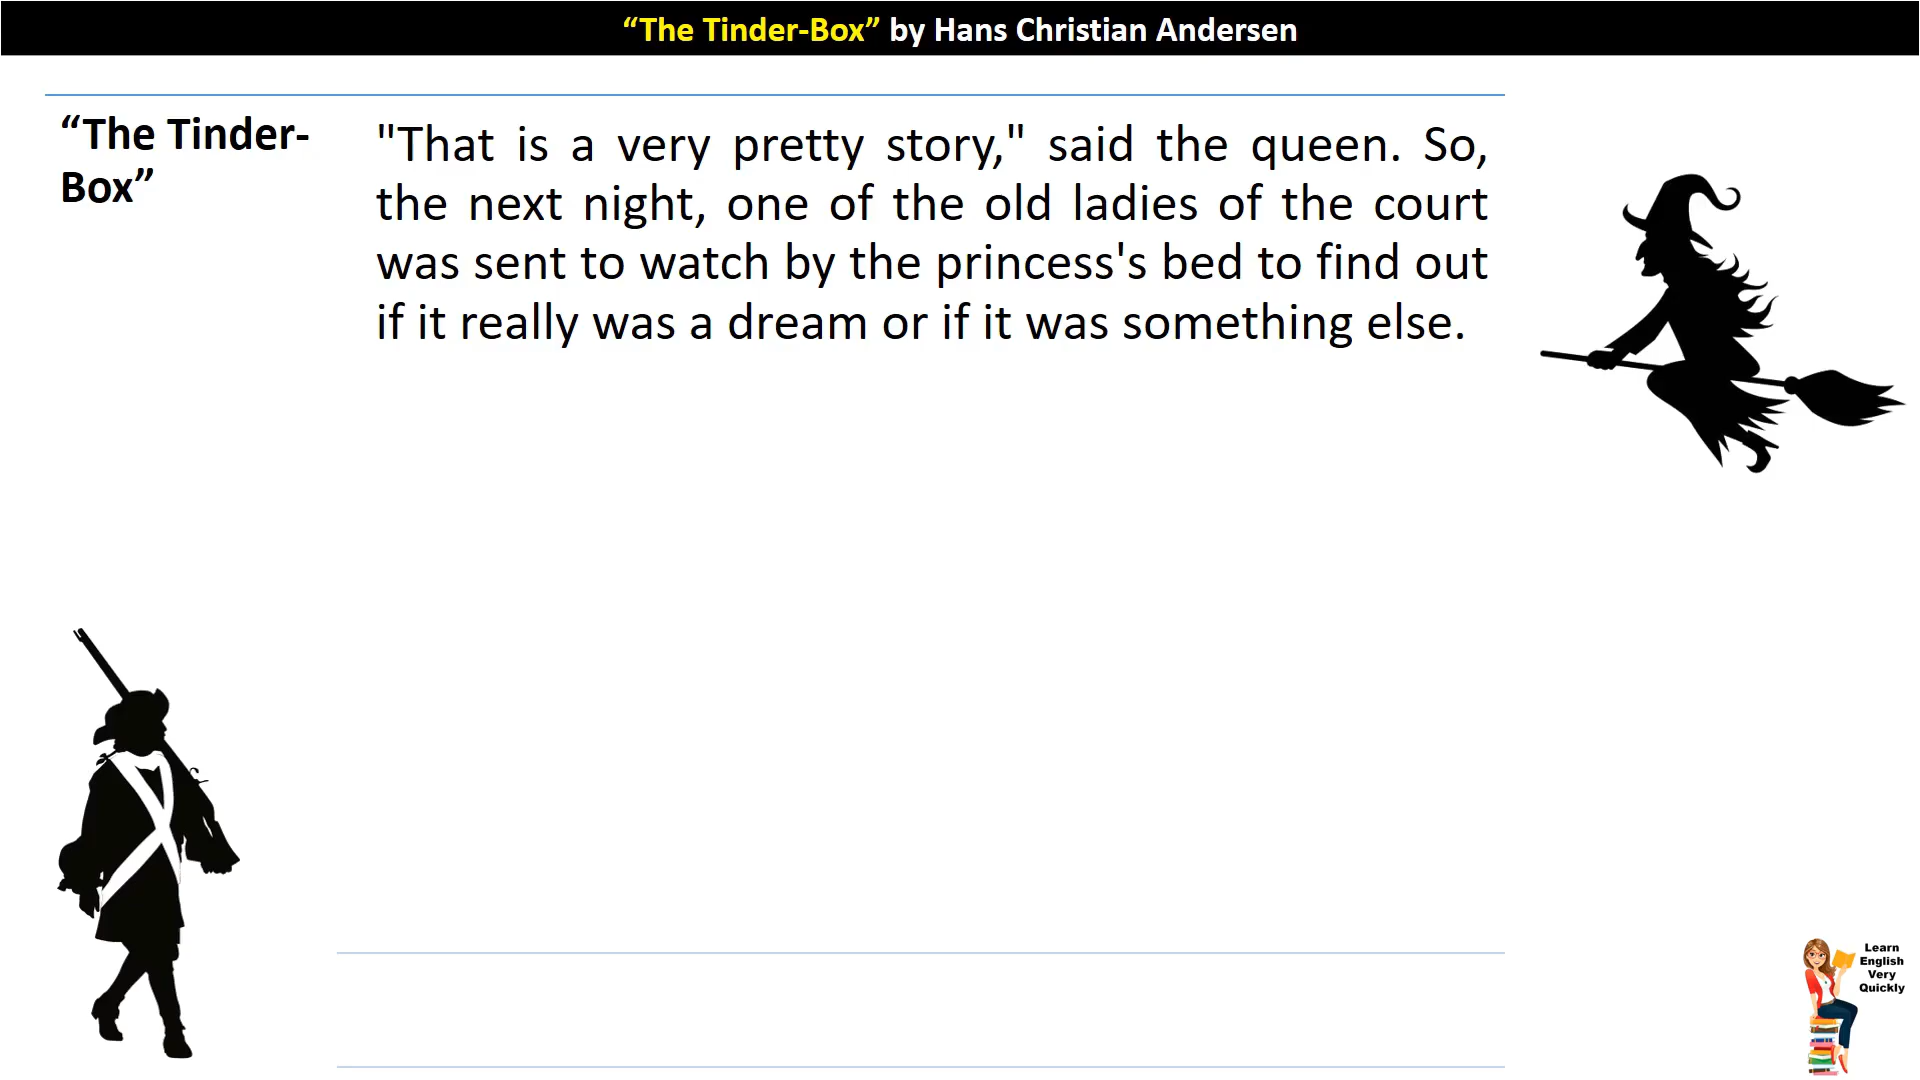 “The Tinder-Box” by Hans Christian Andersen
“The Tinder-
Box”
"That is a very pretty story," said the queen. So,
the next night, one of the old ladies of the court
was sent to watch by the princess's bed to find out
if it really was a dream or if it was something else.
Learn
English
Very
Quickly